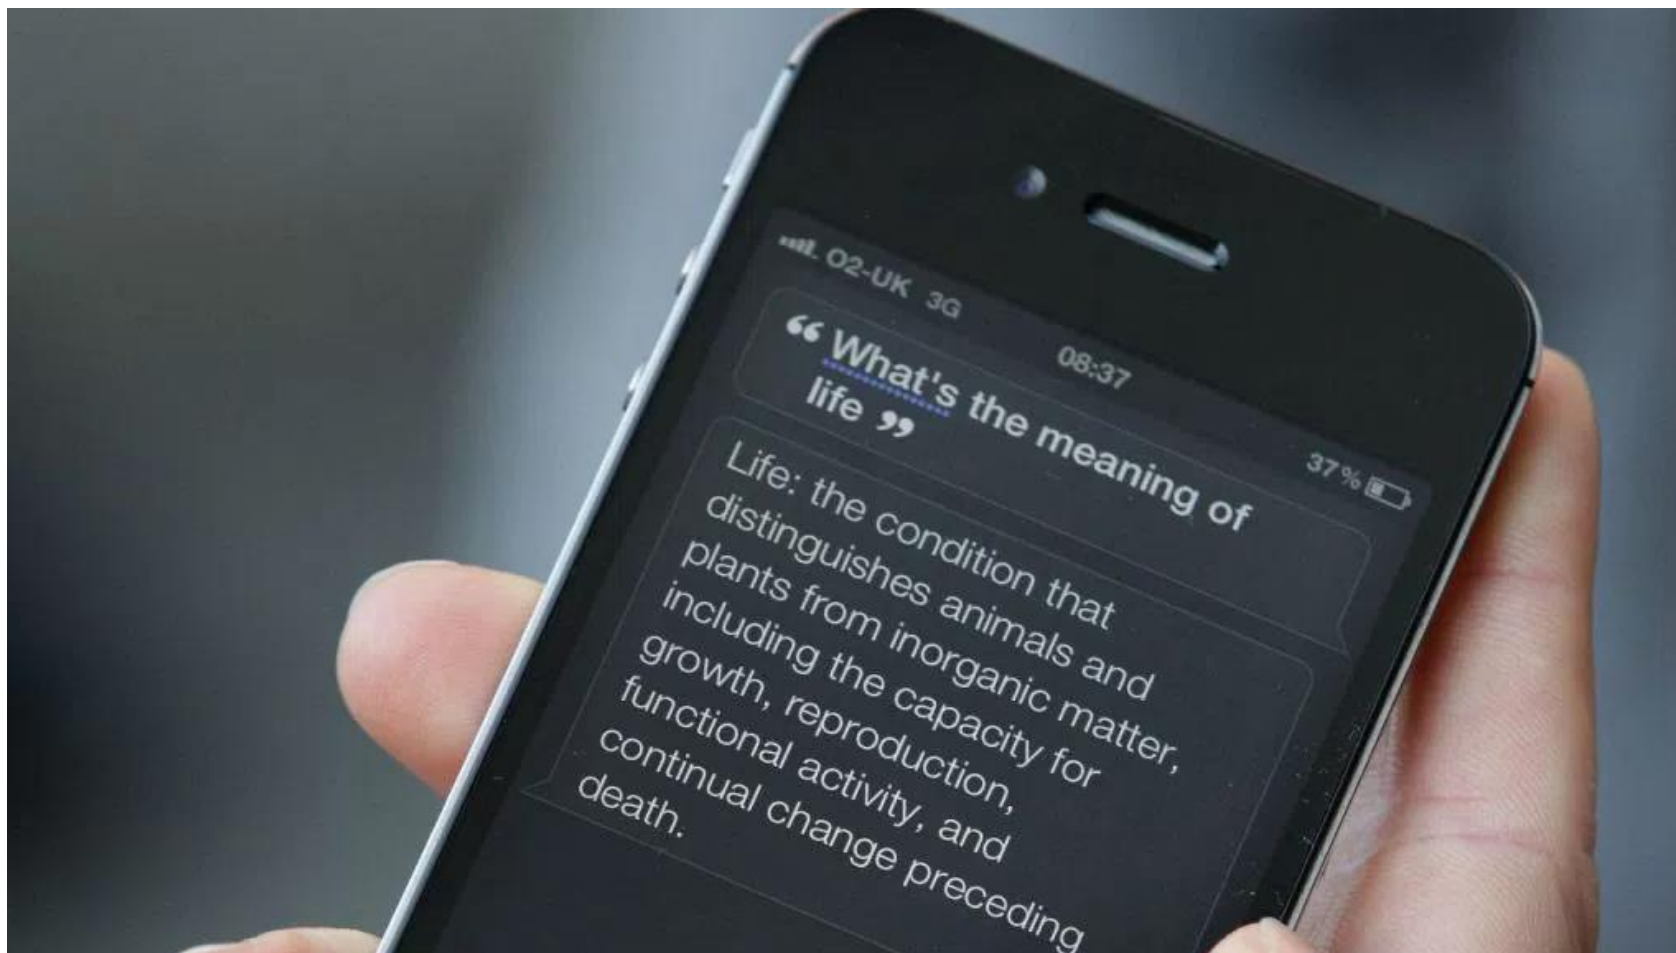 O2-UK 3G
08:37
37%
“ What's the meaning of
life ”
Life: the condition that
distinguishes animals and
plants from inorganic matter,
including the capacity for
growth, reproduction,
functional activity, and
continual change preceding
death.